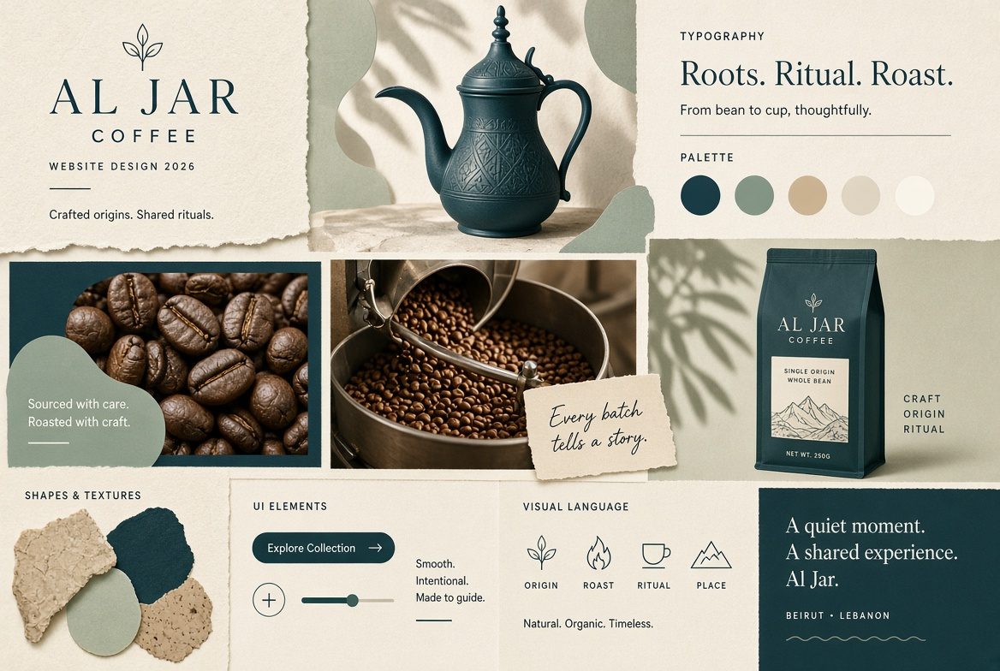 AL JAR
COFFEE
WEBSITE DESIGN 2026
Crafted origins. Shared rituals.
TYPOGRAPHY
Roots. Ritual. Roast.
From bean to cup, thoughtfully.
PALETTE
Sourced with care.
Roasted with craft.
Every batch
tells a story.
AL JAR
COFFEE
SINGLE ORIGIN
WHOLE BEAN
NET WT. 250G
CRAFT
ORIGIN
RITUAL
SHAPES & TEXTURES
UI ELEMENTS
Explore Collection →
Smooth.
Intentional.
Made to guide.
VISUAL LANGUAGE
ORIGIN
ROAST
RITUAL
PLACE
Natural. Organic. Timeless.
A quiet moment.
A shared experience.
Al Jar.
BEIRUT • LEBANON